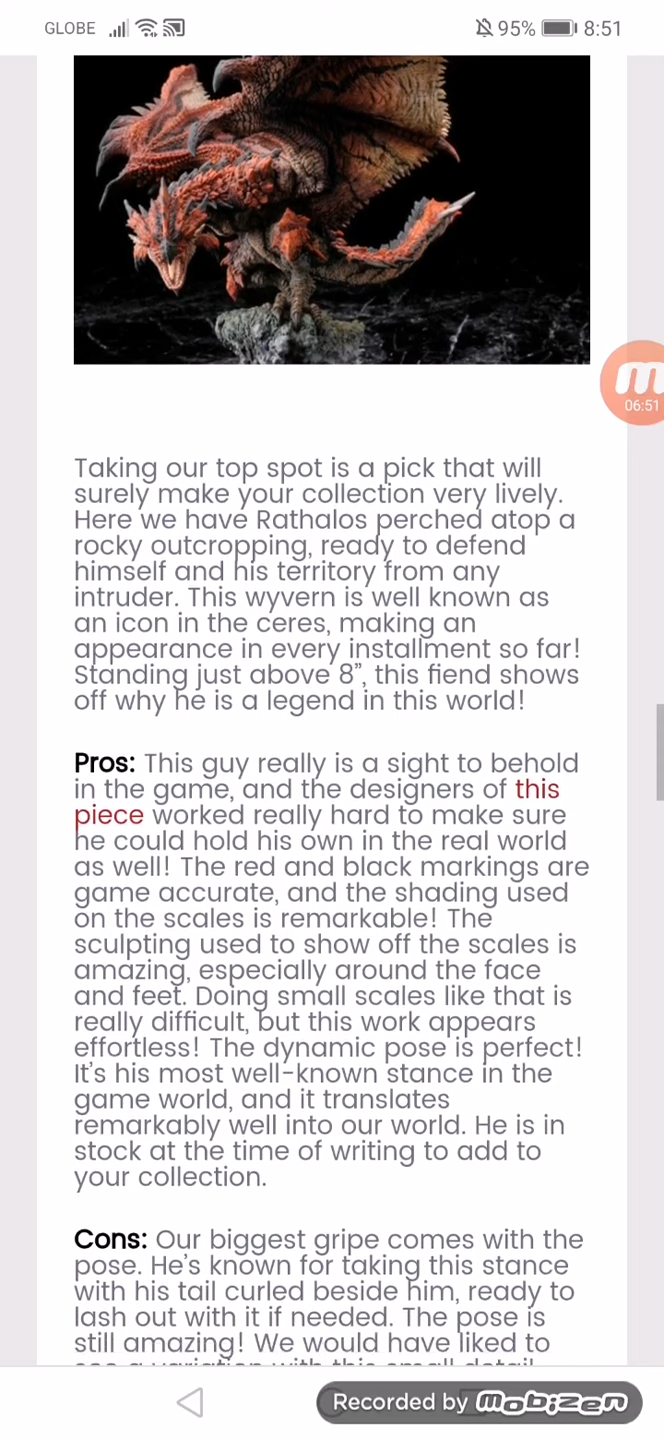 GLOBE 95% 8:51
06:51
Taking our top spot is a pick that will
surely make your collection very lively.
Here we have Rathalos perched atop a
rocky outcropping, ready to defend
himself and his territory from any
intruder. This wyvern is well known as
an icon in the ceres, making an
appearance in every installment so far!
Standing just above 8”, this fiend shows
off why he is a legend in this world!
Pros: This guy really is a sight to behold
in the game, and the designers of this
piece worked really hard to make sure
he could hold his own in the real world
as well! The red and black markings are
game accurate, and the shading used
on the scales is remarkable! The
sculpting used to show off the scales is
amazing, especially around the face
and feet. Doing small scales like that is
really difficult, but this work appears
effortless! The dynamic pose is perfect!
It’s his most well-known stance in the
game world, and it translates
remarkably well into our world. He is in
stock at the time of writing to add to
your collection.
Cons: Our biggest gripe comes with the
pose. He’s known for taking this stance
with his tail curled beside him, ready to
lash out with it if needed. The pose is
still amazing! We would have liked to
see a variation with this small detail
Recorded by mobizen